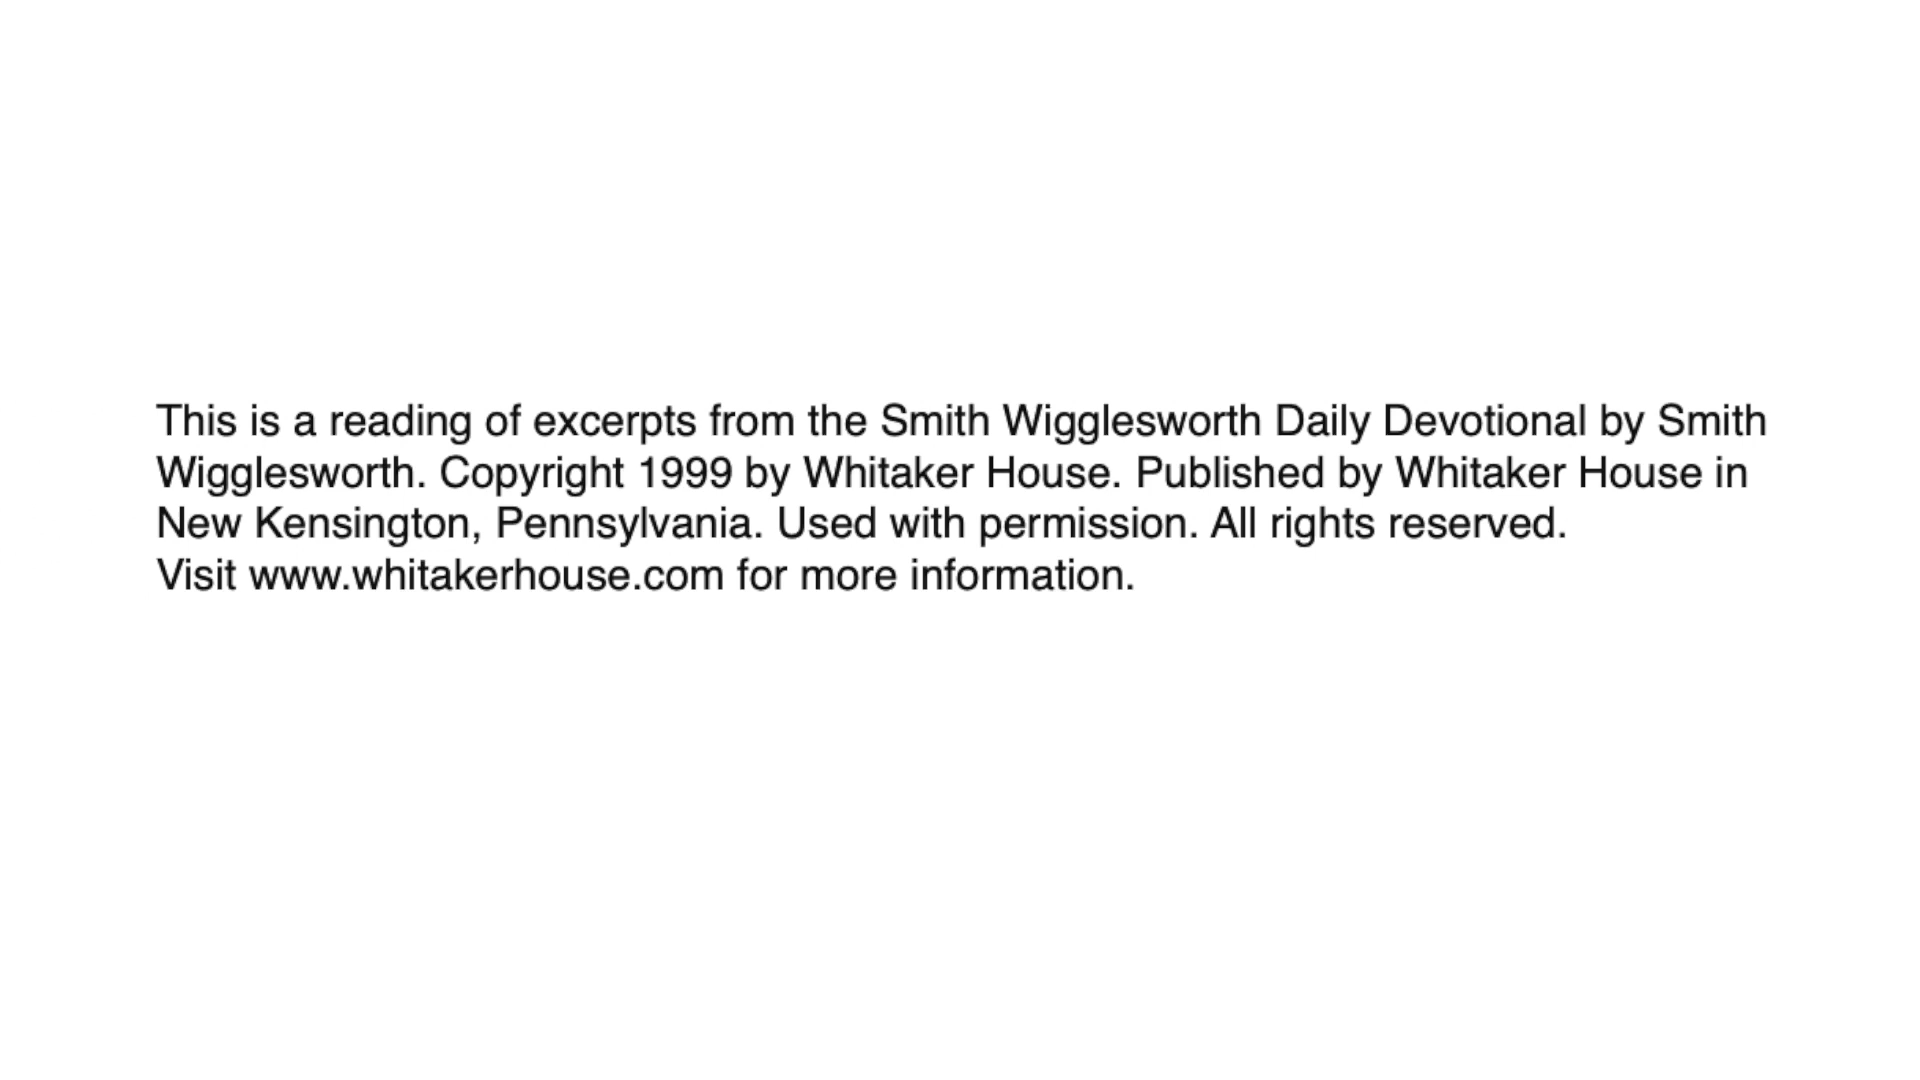 This is a reading of excerpts from the Smith Wigglesworth Daily Devotional by Smith
Wigglesworth. Copyright 1999 by Whitaker House. Published by Whitaker House in
New Kensington, Pennsylvania. Used with permission. All rights reserved.
Visit www.whitakerhouse.com for more information.